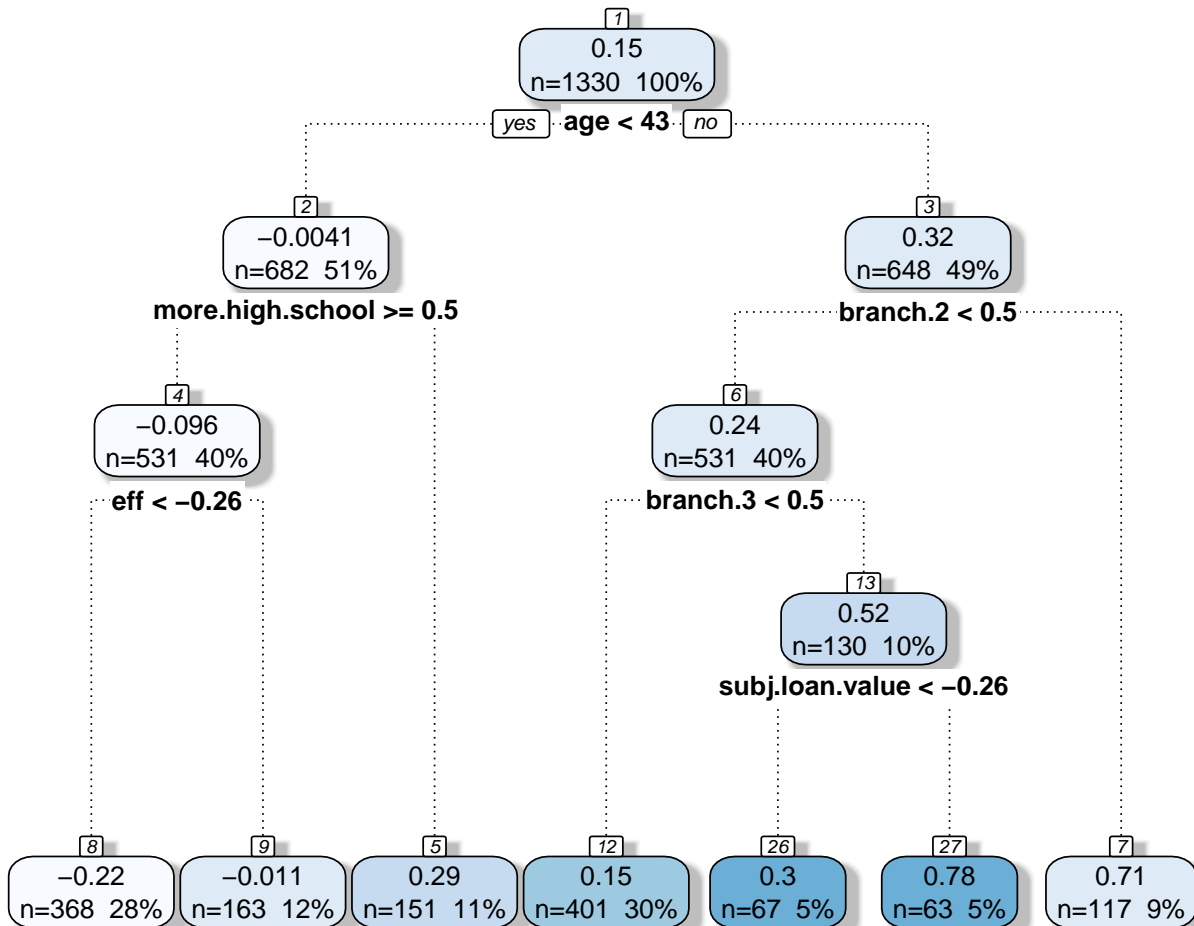 1
0.15
n=1330 100%
yes age < 43 no
2
−0.0041
n=682 51%
3
0.32
n=648 49%
more.high.school >= 0.5
branch.2 < 0.5
4
−0.096
n=531 40%
6
0.24
n=531 40%
eff < −0.26
branch.3 < 0.5
13
0.52
n=130 10%
subj.loan.value < −0.26
8
−0.22
n=368 28%
9
−0.011
n=163 12%
5
0.29
n=151 11%
12
0.15
n=401 30%
26
0.3
n=67 5%
27
0.78
n=63 5%
7
0.71
n=117 9%